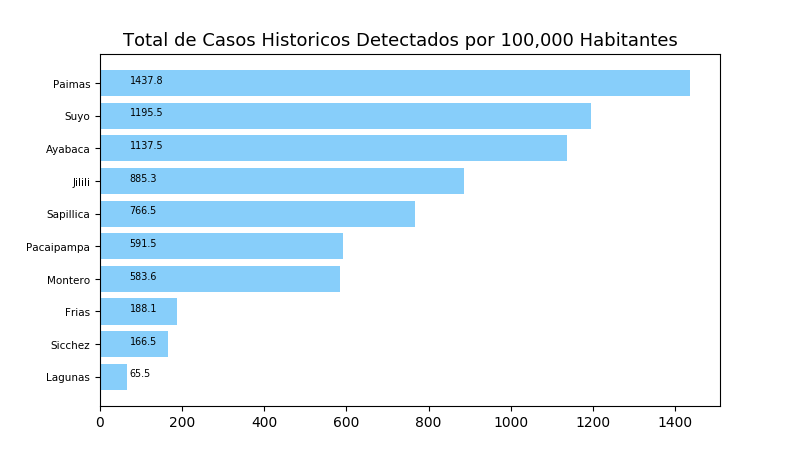 Total de Casos Historicos Detectados por 100,000 Habitantes
Paimas 1437.8
Suyo 1195.5
Ayabaca 1137.5
Jilili 885.3
Sapillica 766.5
Pacaipampa 591.5
Montero 583.6
Frias 188.1
Sicchez 166.5
Lagunas 65.5
0 200 400 600 800 1000 1200 1400